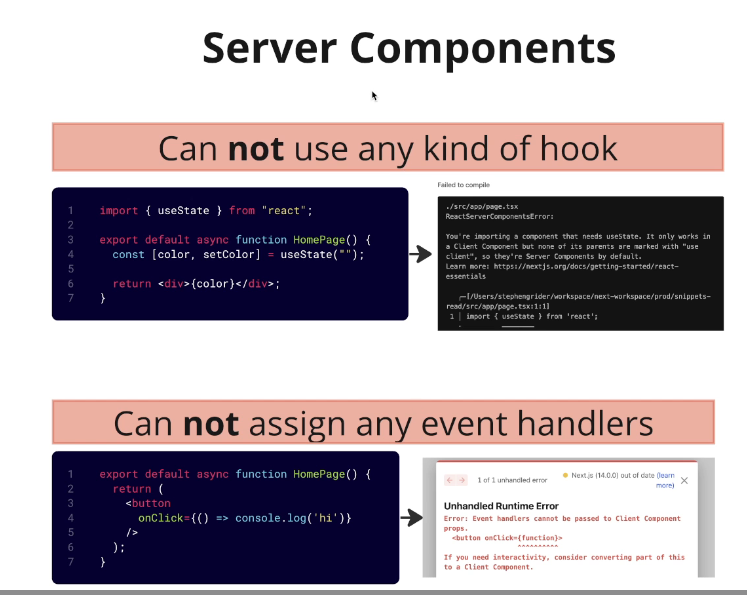 Server Components
Can not use any kind of hook
1 import { useState } from "react";
2
3 export default async function HomePage() {
4 const [color, setColor] = useState("");
5
6 return <div>{color}</div>;
7 }
Failed to compile
./src/app/page.tsx
ReactServerComponentsError:
You're importing a component that needs useState. It only works in
a Client Component but none of its parents are marked with "use
client", so they're Server Components by default.
Learn more: https://nextjs.org/docs/getting-started/react-
essentials
╭─[/Users/stephengrider/workspace/next-workspace/prod/snippets-
read/src/app/page.tsx:1:1]
1 │ import { useState } from 'react';
Can not assign any event handlers
1 export default async function HomePage() {
2 return (
3 <button
4 onClick={() => console.log('hi')}
5 />
6 );
7 }
1 of 1 unhandled error
Next.js (14.0.0) out of date (learn
more)
Unhandled Runtime Error
Error: Event handlers cannot be passed to Client Component
props.
<button onClick={function}>
^^^^^^^^^^
If you need interactivity, consider converting part of this
to a Client Component.